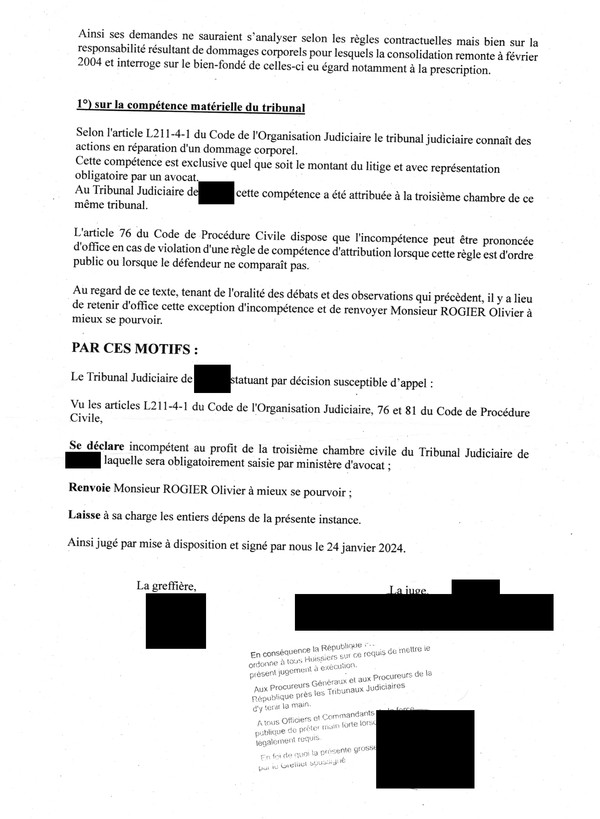 Ainsi ses demandes ne sauraient s'analyser selon les règles contractuelles mais bien sur la
responsabilité résultant de dommages corporels pour lesquels la consolidation remonte à février
2004 et interroge sur le bien-fondé de celles-ci eu égard notamment à la prescription.
1°) sur la compétence matérielle du tribunal
Selon l'article L211-4-1 du Code de l'Organisation Judiciaire le tribunal judiciaire connaît des
actions en réparation d'un dommage corporel.
Cette compétence est exclusive quel que soit le montant du litige et avec représentation
obligatoire par un avocat.
Au Tribunal Judiciaire de cette compétence a été attribuée à la troisième chambre de ce
même tribunal.
L'article 76 du Code de Procédure Civile dispose que l'incompétence peut être prononcée
d'office en cas de violation d'une règle de compétence d'attribution lorsque cette règle est d'ordre
public ou lorsque le défendeur ne comparaît pas.
Au regard de ce texte, tenant de l'oralité des débats et des observations qui précèdent, il y a lieu
de retenir d'office cette exception d'incompétence et de renvoyer Monsieur ROGIER Olivier à
mieux se pourvoir.
PAR CES MOTIFS :
Le Tribunal Judiciaire de statuant par décision susceptible d'appel :
Vu les articles L211-4-1 du Code de l'Organisation Judiciaire, 76 et 81 du Code de Procédure
Civile,
Se déclare incompétent au profit de la troisième chambre civile du Tribunal Judiciaire de
laquelle sera obligatoirement saisie par ministère d'avocat ;
Renvoie Monsieur ROGIER Olivier à mieux se pourvoir ;
Laisse à sa charge les entiers dépens de la présente instance.
Ainsi jugé par mise à disposition et signé par nous le 24 janvier 2024.
La greffière,
La juge,
En conséquence la République
ordonne à tous Huissiers sur ce requis de mettre le
présent jugement à exécution.
Aux Procureurs Généraux et aux Procureurs de la
République près les Tribunaux Judiciaires
d'y tenir la main.
A tous Officiers et Commandants de la force
publique de prêter main forte
légalement requis.
En foi de quoi la présente grosse
par le Greffier soussigné